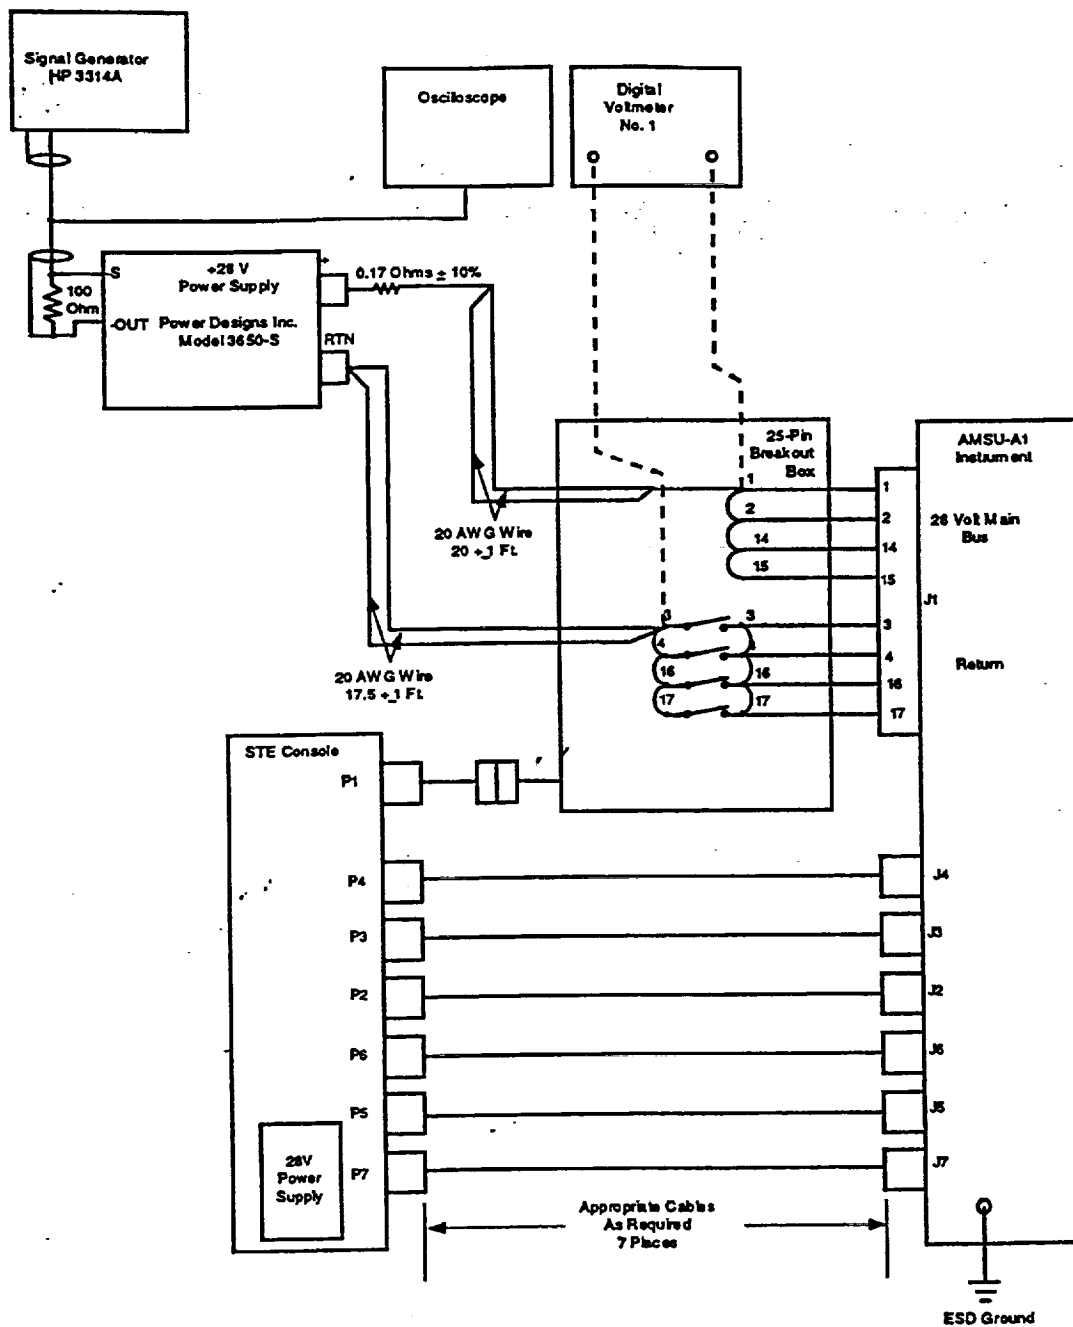 Signal Generator
HP 3314A
Osciloscope
Digital
Voltmeter
No. 1
S
+28 V
Power Supply
+
0.17 Ohms ± 10%
100
Ohm
-OUT
Power Designs Inc.
Model 3650-S
RTN
25-Pin
Breakout
Box
AMSU-A1
Instrument
1
1
2
2
28 Volt Main
Bus
14
14
15
15
20 AWG Wire
20 ± 1 Ft.
J1
3
3
3
4
4
16
16
16
Return
17
17
17
20 AWG Wire
17.5 ± 1 Ft.
STE Console
P1
P4
J4
P3
J3
P2
J2
P6
J6
P5
J5
28V
Power
Supply
P7
J7
Appropriate Cables
As Required
7 Places
ESD Ground